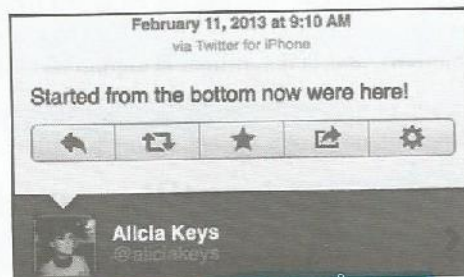 February 11, 2013 at 9:10 AM
via Twitter for iPhone
Started from the bottom now were here!
Alicia Keys
@aliciakeys